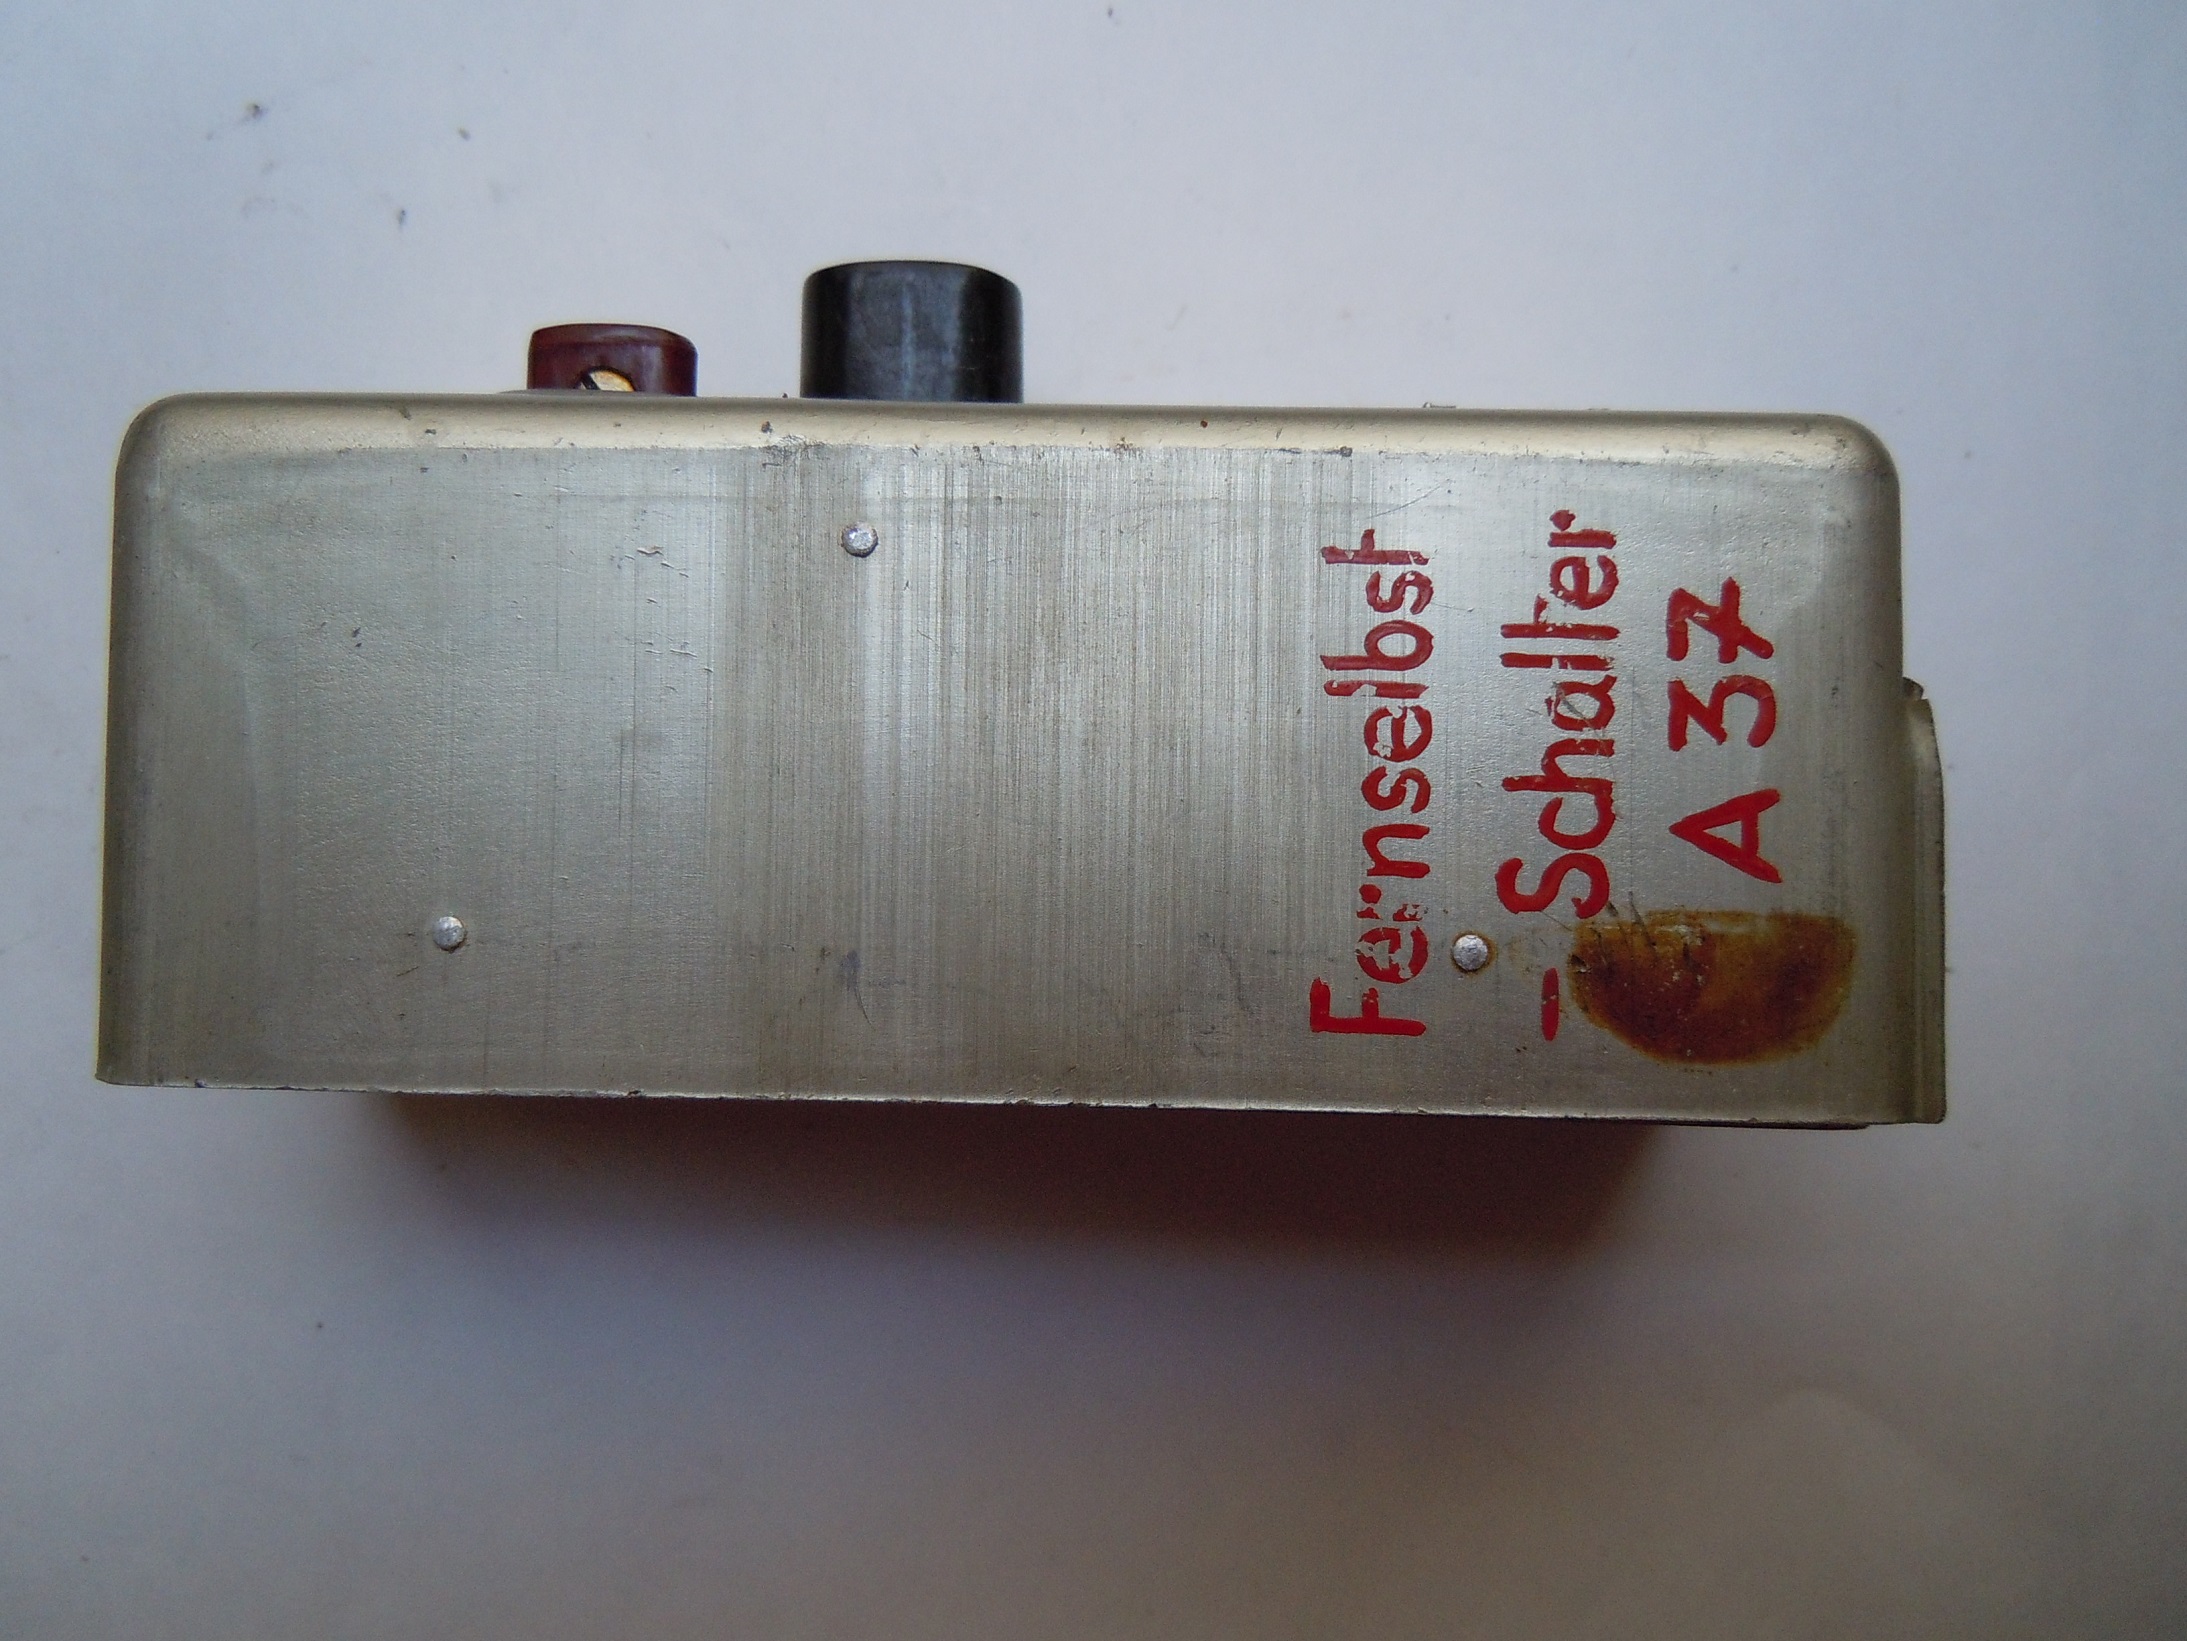 Fernselbst
-Schalter
A 37